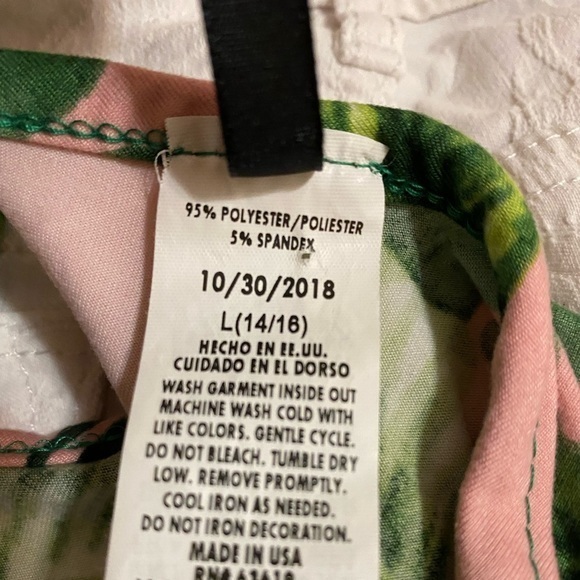 95% POLYESTER/POLIESTER
5% SPANDEX
10/30/2018
L(14/16)
HECHO EN EE.UU.
CUIDADO EN EL DORSO
WASH GARMENT INSIDE OUT
MACHINE WASH COLD WITH
LIKE COLORS. GENTLE CYCLE.
DO NOT BLEACH. TUMBLE DRY
LOW. REMOVE PROMPTLY.
COOL IRON AS NEEDED.
DO NOT IRON DECORATION.
MADE IN USA